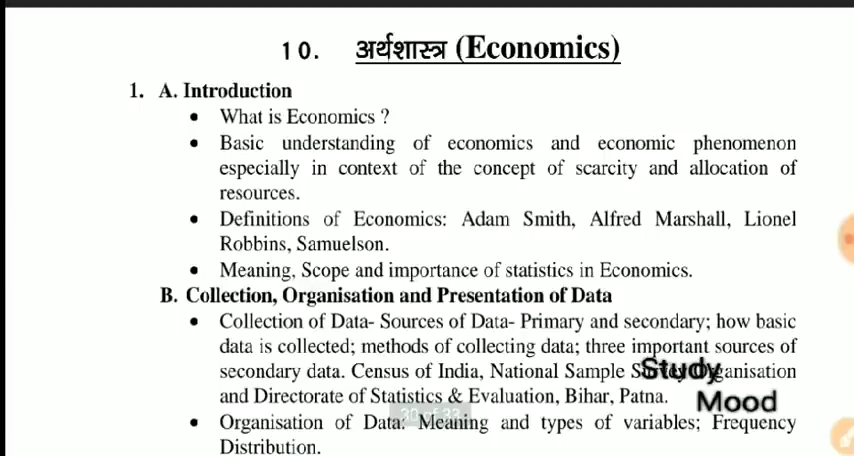 10. अर्थशास्त्र (Economics)
1. A. Introduction
• What is Economics ?
• Basic understanding of economics and economic phenomenon
especially in context of the concept of scarcity and allocation of
resources.
• Definitions of Economics: Adam Smith, Alfred Marshall, Lionel
Robbins, Samuelson.
• Meaning, Scope and importance of statistics in Economics.
B. Collection, Organisation and Presentation of Data
• Collection of Data- Sources of Data- Primary and secondary; how basic
data is collected; methods of collecting data; three important sources of
secondary data. Census of India, National Sample Survey Organisation
and Directorate of Statistics & Evaluation, Bihar, Patna.
Study
Mood
30 of 33
• Organisation of Data: Meaning and types of variables; Frequency
Distribution.